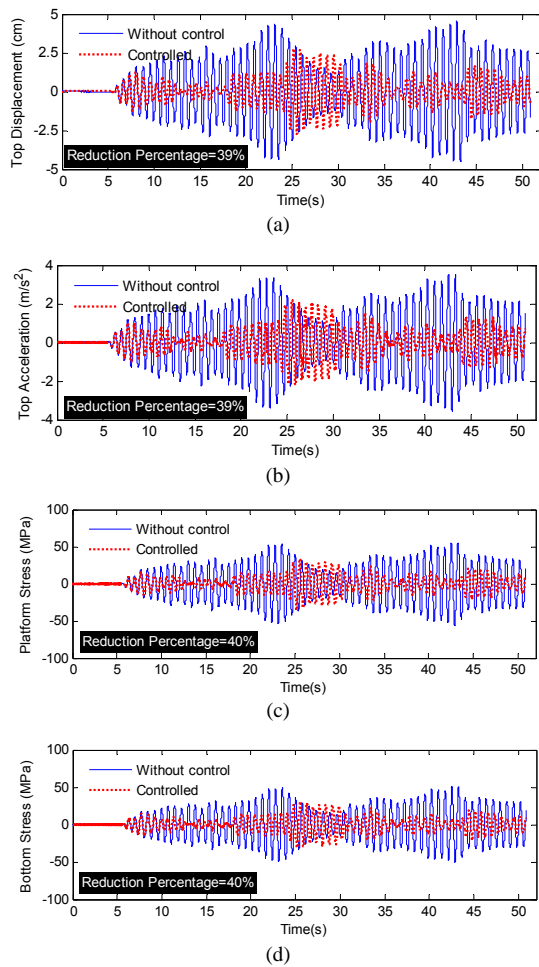 Top Displacement (cm)
5
2.5
0
-2.5
-5
Without control
Controlled
Reduction Percentage=39%
0 5 10 15 20 25 30 35 40 45 50
Time(s)
(a)
Top Acceleration (m/s²)
4
2
0
-2
-4
Without control
Controlled
Reduction Percentage=39%
0 5 10 15 20 25 30 35 40 45 50
Time(s)
(b)
Platform Stress (MPa)
100
50
0
-50
-100
Without control
Controlled
Reduction Percentage=40%
0 5 10 15 20 25 30 35 40 45 50
Time(s)
(c)
Bottom Stress (MPa)
100
50
0
-50
-100
Without control
Controlled
Reduction Percentage=40%
0 5 10 15 20 25 30 35 40 45 50
Time(s)
(d)